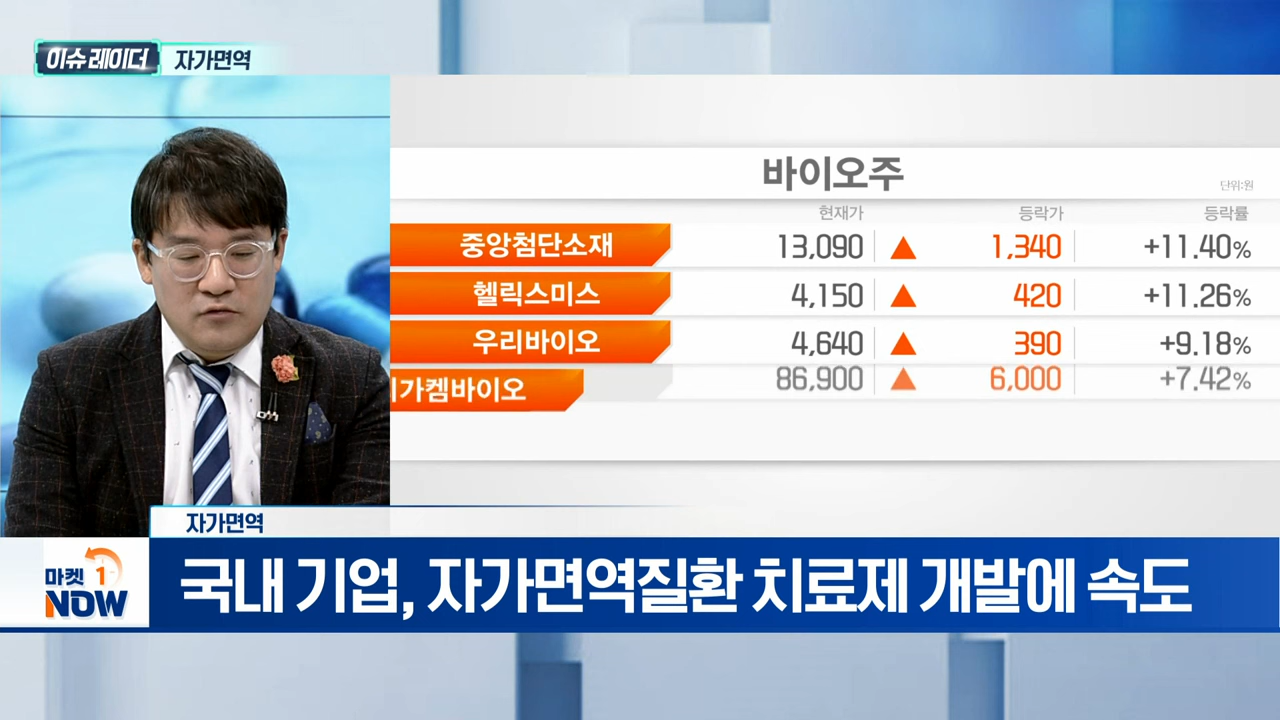 이슈 레이더 자가면역
바이오주
단위:원
현재가 등락가 등락률
중앙첨단소재 13,090 ▲ 1,340 +11.40%
헬릭스미스 4,150 ▲ 420 +11.26%
우리바이오 4,640 ▲ 390 +9.18%
가켐바이오 86,900 ▲ 6,000 +7.42%
자가면역
마켓 1
NOW
국내 기업, 자가면역질환 치료제 개발에 속도